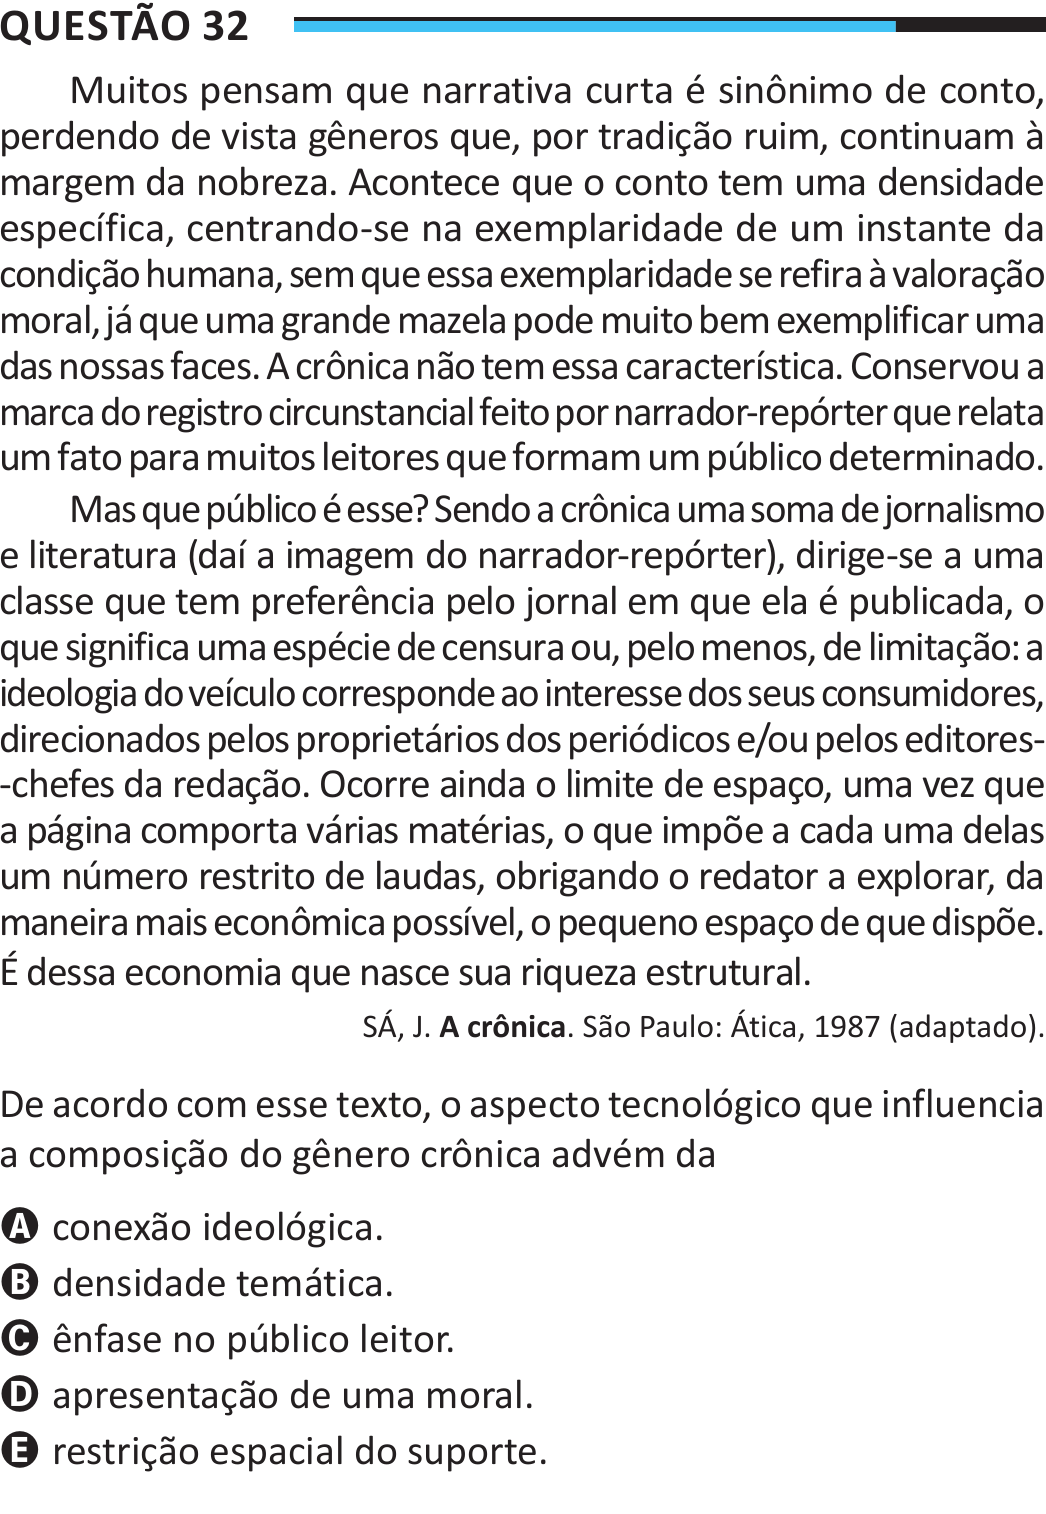 QUESTÃO 32
Muitos pensam que narrativa curta é sinônimo de conto,
perdendo de vista gêneros que, por tradição ruim, continuam à
margem da nobreza. Acontece que o conto tem uma densidade
específica, centrando-se na exemplaridade de um instante da
condição humana, sem que essa exemplaridade se refira à valoração
moral, já que uma grande mazela pode muito bem exemplificar uma
das nossas faces. A crônica não tem essa característica. Conservou a
marca do registro circunstancial feito por narrador-repórter que relata
um fato para muitos leitores que formam um público determinado.
Mas que público é esse? Sendo a crônica uma soma de jornalismo
e literatura (daí a imagem do narrador-repórter), dirige-se a uma
classe que tem preferência pelo jornal em que ela é publicada, o
que significa uma espécie de censura ou, pelo menos, de limitação: a
ideologia do veículo corresponde ao interesse dos seus consumidores,
direcionados pelos proprietários dos periódicos e/ou pelos editores-
-chefes da redação. Ocorre ainda o limite de espaço, uma vez que
a página comporta várias matérias, o que impõe a cada uma delas
um número restrito de laudas, obrigando o redator a explorar, da
maneira mais econômica possível, o pequeno espaço de que dispõe.
É dessa economia que nasce sua riqueza estrutural.
SÁ, J. A crônica. São Paulo: Ática, 1987 (adaptado).
De acordo com esse texto, o aspecto tecnológico que influencia
a composição do gênero crônica advém da
A conexão ideológica.
B densidade temática.
C ênfase no público leitor.
D apresentação de uma moral.
E restrição espacial do suporte.